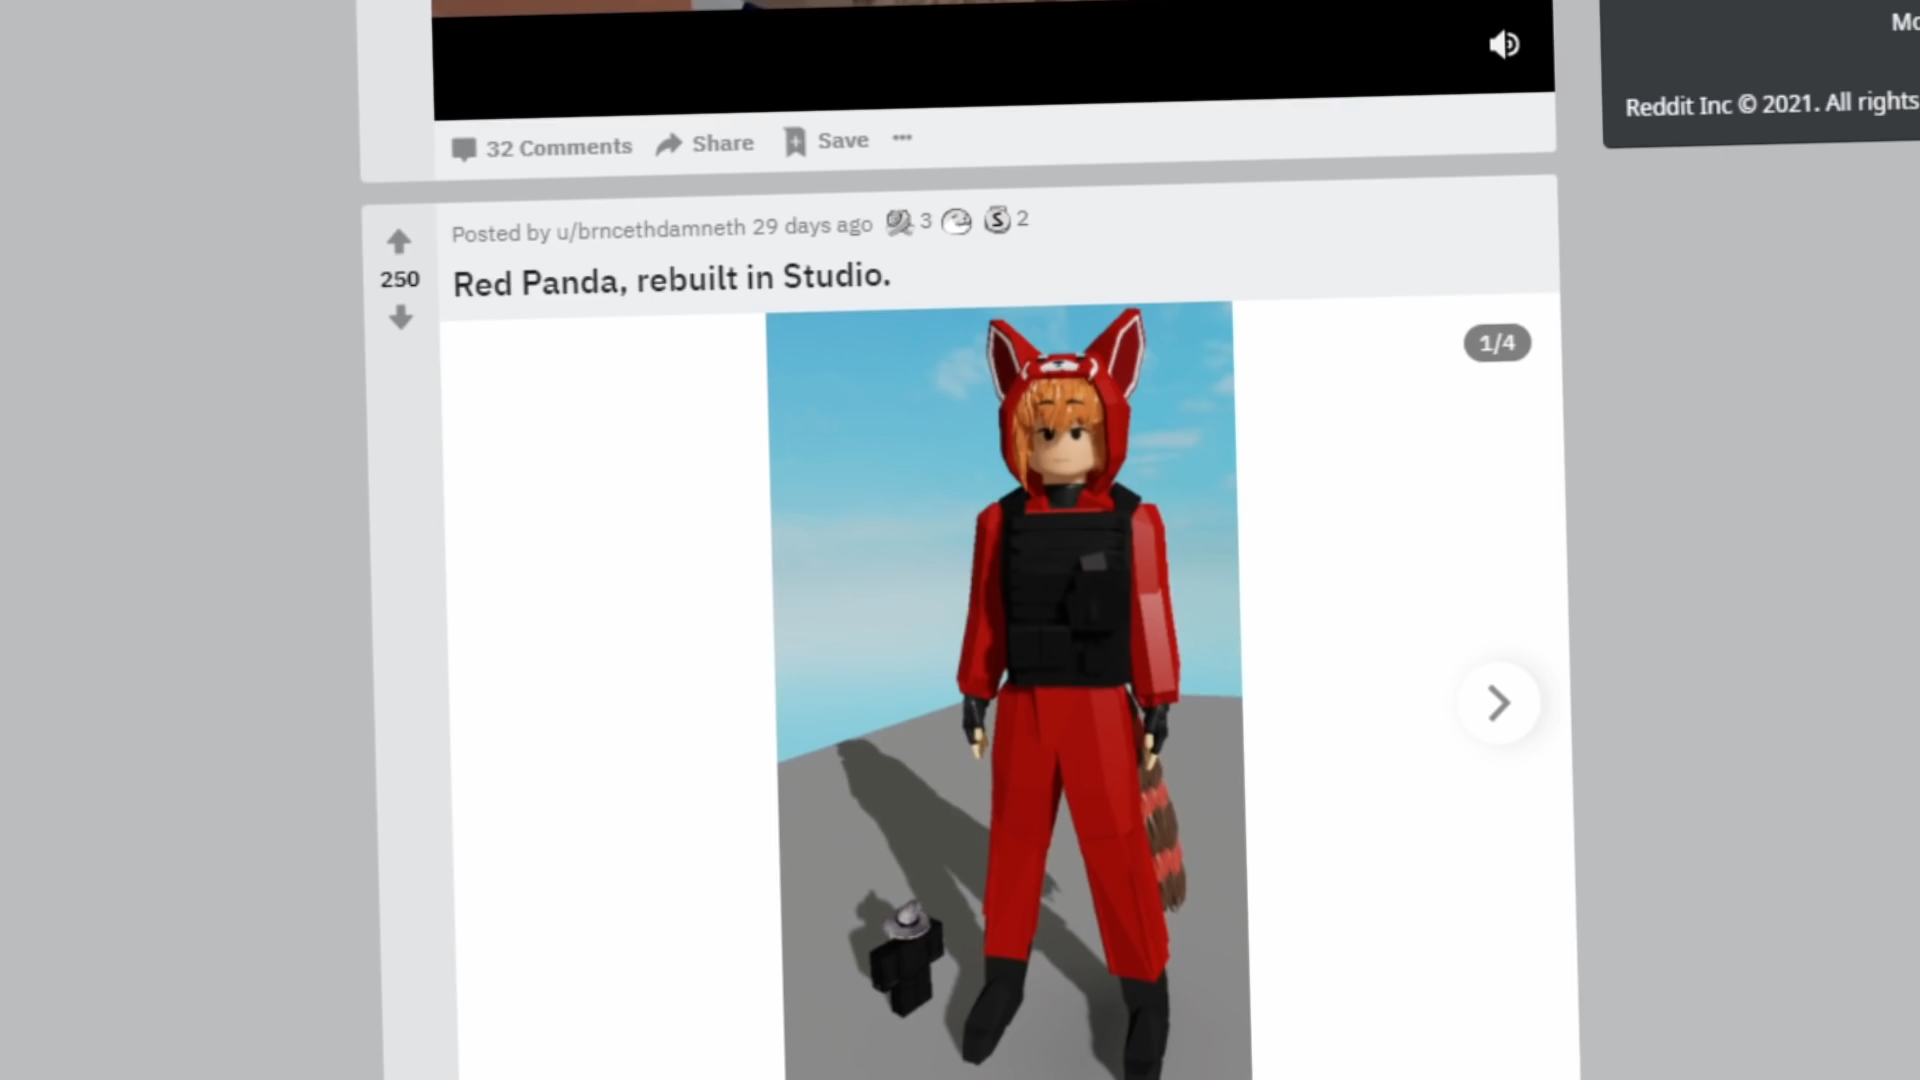 Mo
Reddit Inc © 2021. All rights
32 Comments Share Save
Posted by u/brncethdamneth 29 days ago 3 S 2
250
Red Panda, rebuilt in Studio.
1/4